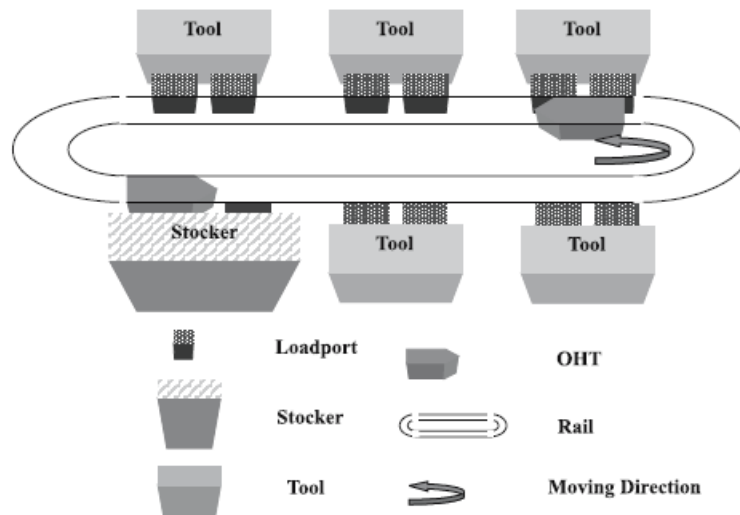 Tool Tool Tool
Stocker
Tool Tool
Loadport OHT
Stocker Rail
Tool Moving Direction